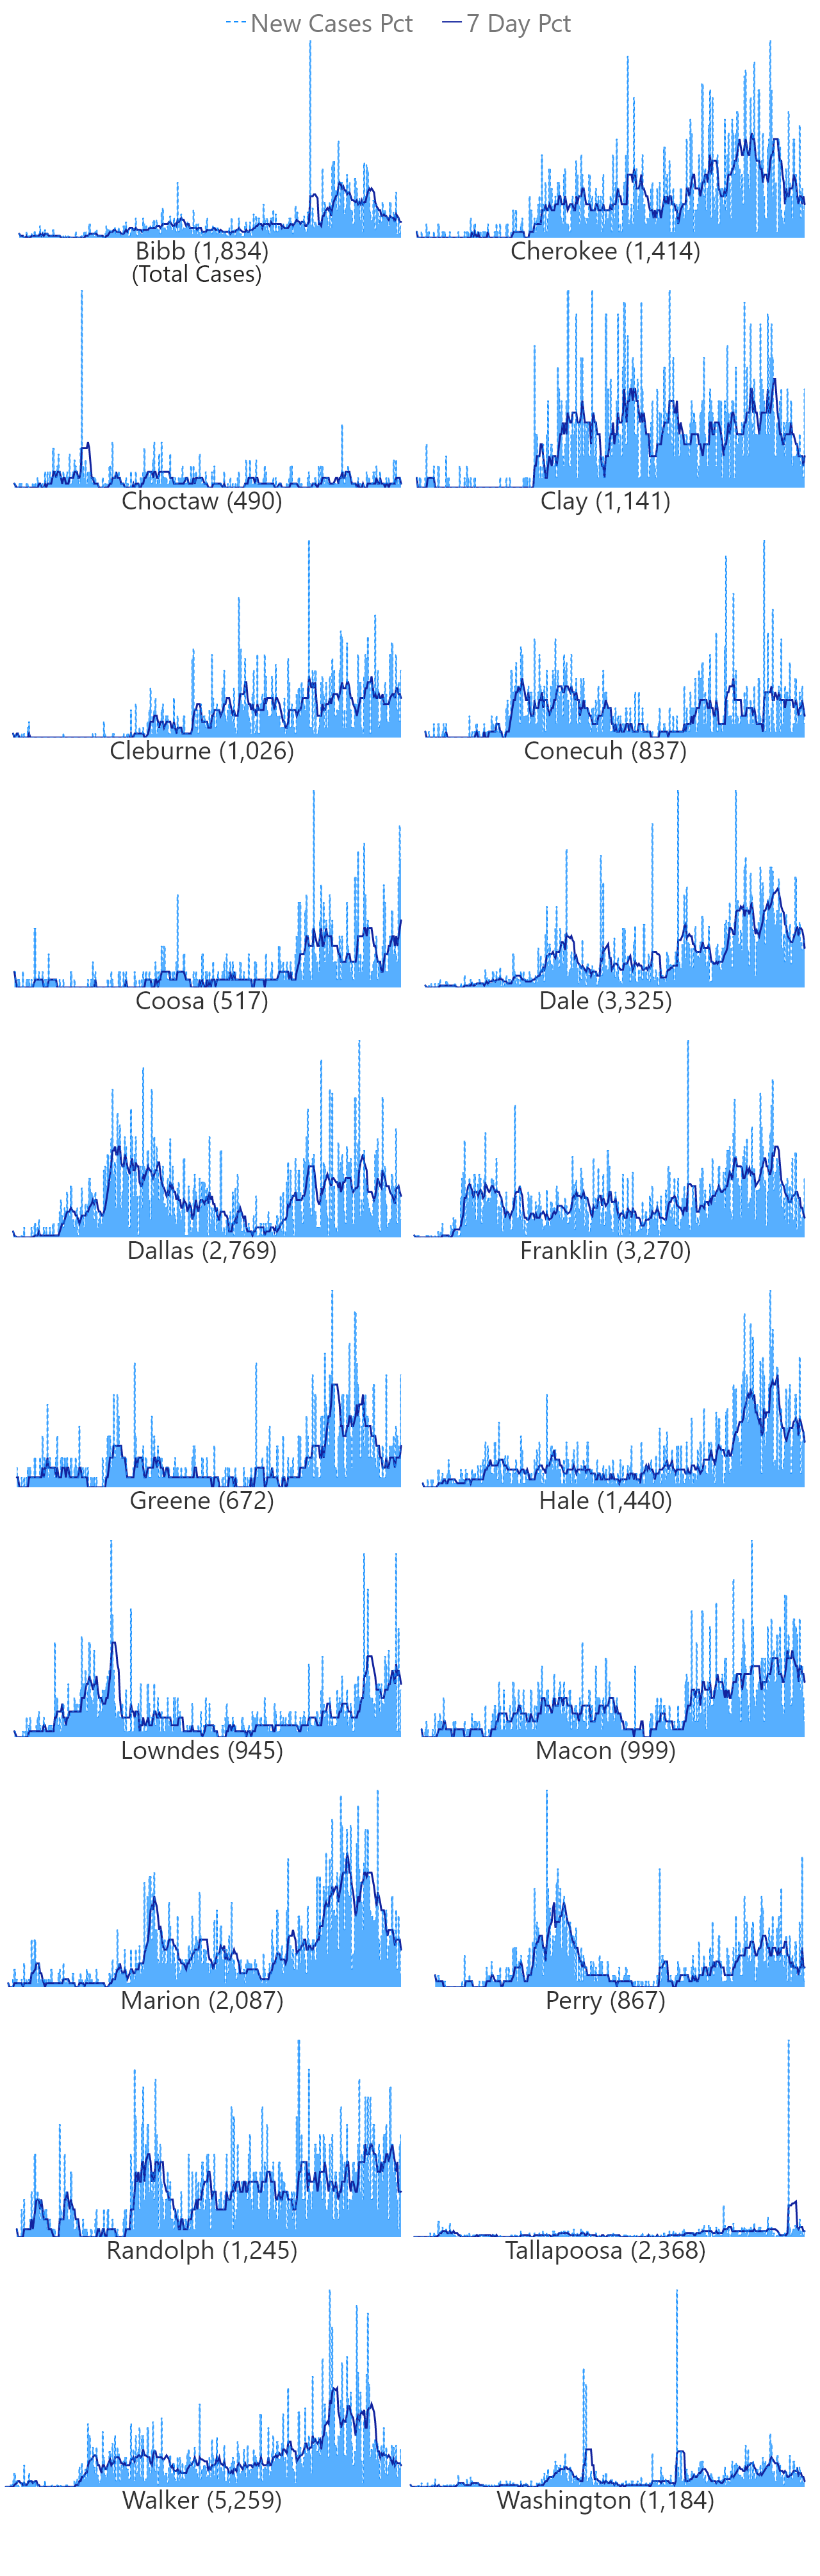 New Cases Pct 7 Day Pct
Bibb (1,834) Cherokee (1,414)
(Total Cases)
Choctaw (490) Clay (1,141)
Cleburne (1,026) Conecuh (837)
Coosa (517) Dale (3,325)
Dallas (2,769) Franklin (3,270)
Greene (672) Hale (1,440)
Lowndes (945) Macon (999)
Marion (2,087) Perry (867)
Randolph (1,245) Tallapoosa (2,368)
Walker (5,259) Washington (1,184)